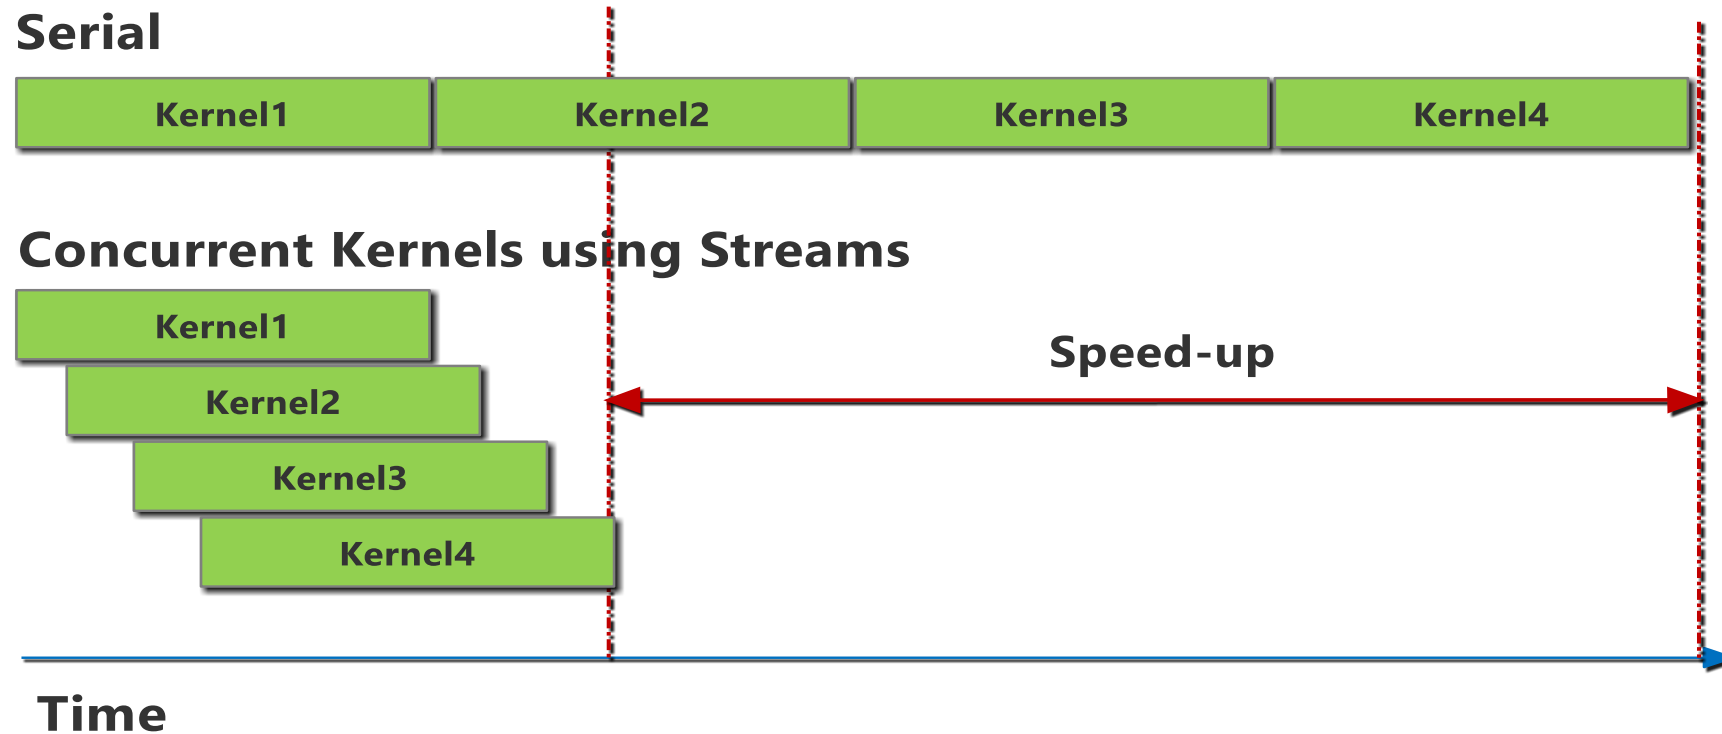 Serial
Kernel1 Kernel2 Kernel3 Kernel4
Concurrent Kernels using Streams
Kernel1
Speed-up
Kernel2
Kernel3
Kernel4
Time